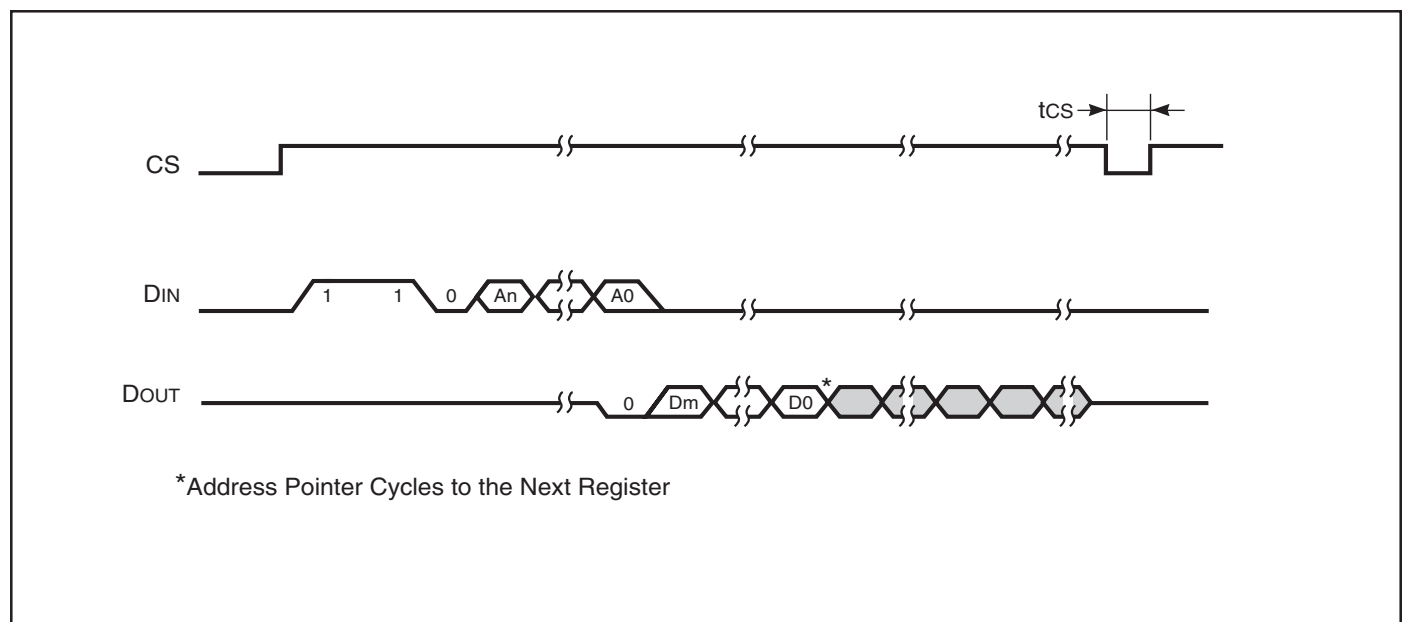 tCS
CS
DIN
1 1 0 An A0
DOUT
0 Dm D0 *
*Address Pointer Cycles to the Next Register